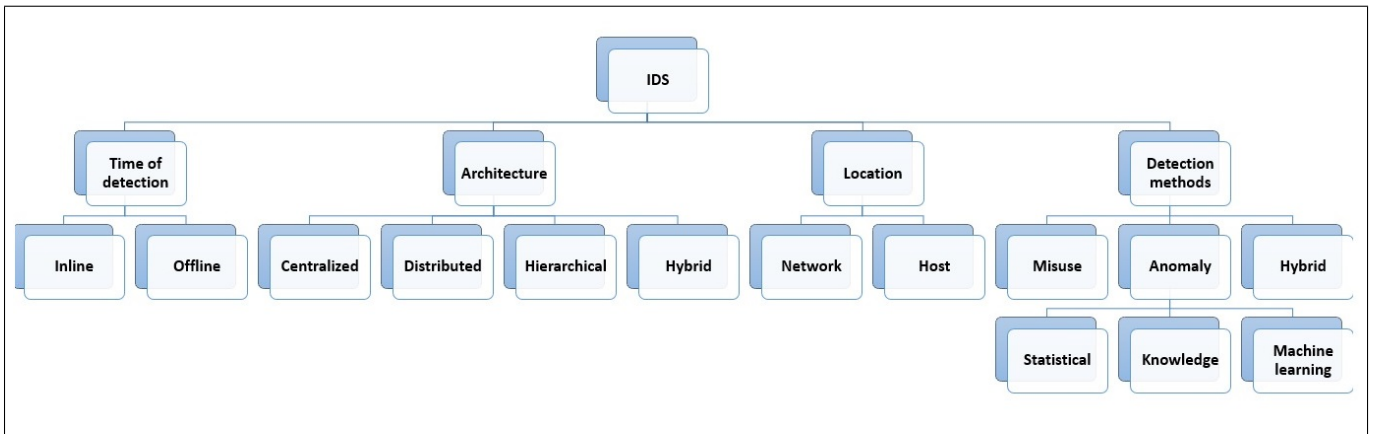 IDS
Time of
detection
Architecture
Location
Detection
methods
Inline
Offline
Centralized
Distributed
Hierarchical
Hybrid
Network
Host
Misuse
Anomaly
Hybrid
Statistical
Knowledge
Machine
learning